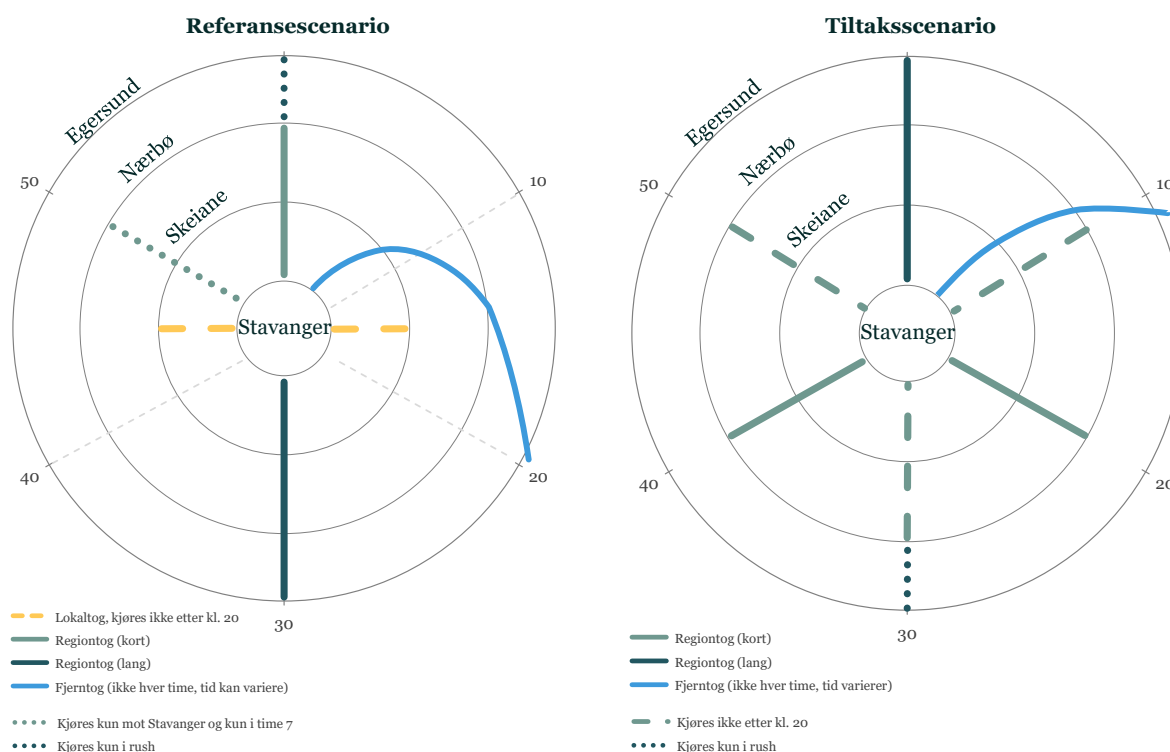 Referansescenario
Egersund
Nærbø
Skeiane
Stavanger
10
20
30
40
50
Lokaltog, kjøres ikke etter kl. 20
Regiontog (kort)
Regiontog (lang)
Fjerntog (ikke hver time, tid kan variere)
Kjøres kun mot Stavanger og kun i time 7
Kjøres kun i rush
Tiltaksscenario
Egersund
Nærbø
Skeiane
Stavanger
10
20
30
40
50
Regiontog (kort)
Regiontog (lang)
Fjerntog (ikke hver time, tid varierer)
Kjøres ikke etter kl. 20
Kjøres kun i rush